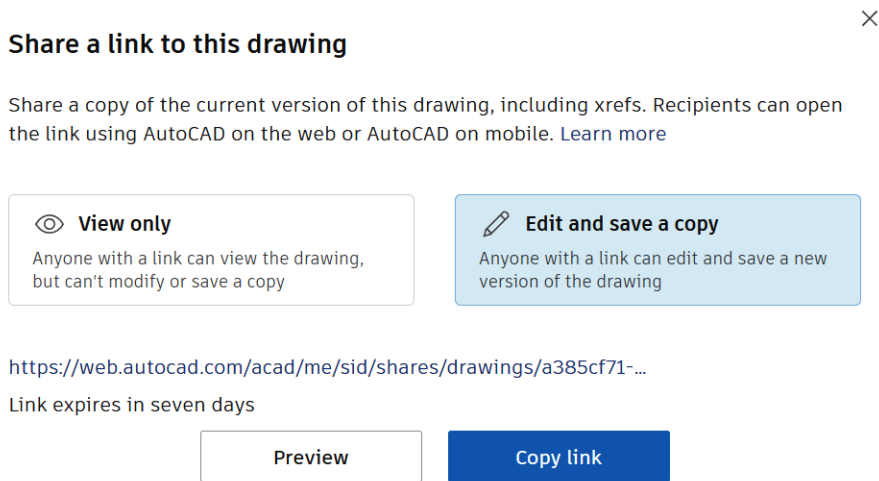 Share a link to this drawing
Share a copy of the current version of this drawing, including xrefs. Recipients can open
the link using AutoCAD on the web or AutoCAD on mobile. Learn more
View only
Anyone with a link can view the drawing,
but can't modify or save a copy
Edit and save a copy
Anyone with a link can edit and save a new
version of the drawing
https://web.autocad.com/acad/me/sid/shares/drawings/a385cf71-...
Link expires in seven days
Preview
Copy link